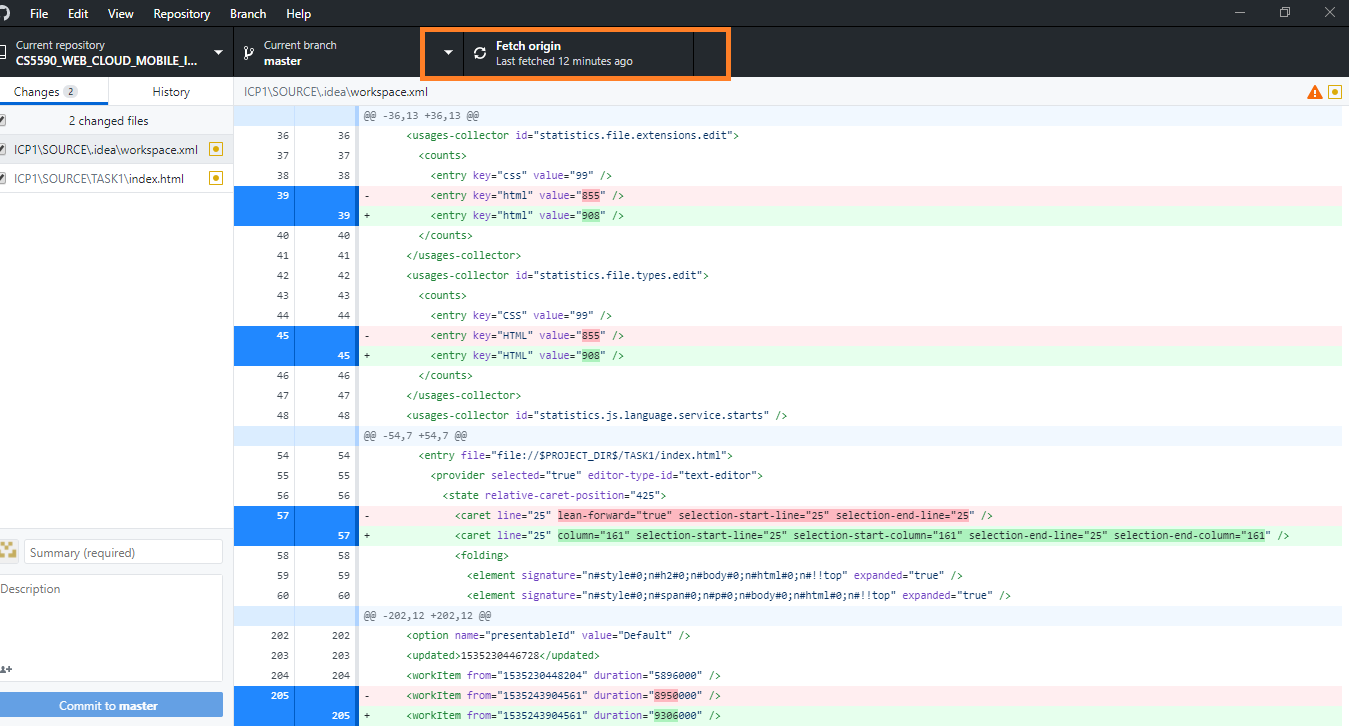 File Edit View Repository Branch Help
Current repository
CS5590_WEB_CLOUD_MOBILE_I...
Current branch
master
Fetch origin
Last fetched 12 minutes ago
Changes 2 History
ICP1\SOURCE\.idea\workspace.xml
2 changed files
ICP1\SOURCE\.idea\workspace.xml
ICP1\SOURCE\TASK1\index.html
@@ -36,13 +36,13 @@
36 36 <usages-collector id="statistics.file.extensions.edit">
37 37 <counts>
38 38 <entry key="css" value="99" />
39 - <entry key="html" value="855" />
39 + <entry key="html" value="908" />
40 40 </counts>
41 41 </usages-collector>
42 42 <usages-collector id="statistics.file.types.edit">
43 43 <counts>
44 44 <entry key="CSS" value="99" />
45 - <entry key="HTML" value="855" />
45 + <entry key="HTML" value="908" />
46 46 </counts>
47 47 </usages-collector>
48 48 <usages-collector id="statistics.js.language.service.starts" />
@@ -54,7 +54,7 @@
54 54 <entry file="file://$PROJECT_DIR$/TASK1/index.html">
55 55 <provider selected="true" editor-type-id="text-editor">
56 56 <state relative-caret-position="425">
57 - <caret line="25" lean-forward="true" selection-start-line="25" selection-end-line="25" />
57 + <caret line="25" column="161" selection-start-line="25" selection-start-column="161" selection-end-line="25" selection-end-column="161" />
58 58 <folding>
59 59 <element signature="n#style#0;n#h2#0;n#body#0;n#html#0;n#!!top" expanded="true" />
60 60 <element signature="n#style#0;n#span#0;n#p#0;n#body#0;n#html#0;n#!!top" expanded="true" />
@@ -202,12 +202,12 @@
202 202 <option name="presentableId" value="Default" />
203 203 <updated>1535230446728</updated>
204 204 <workItem from="1535230448204" duration="5896000" />
205 - <workItem from="1535243904561" duration="8950000" />
205 + <workItem from="1535243904561" duration="9306000" />
Summary (required)
Description
Commit to master